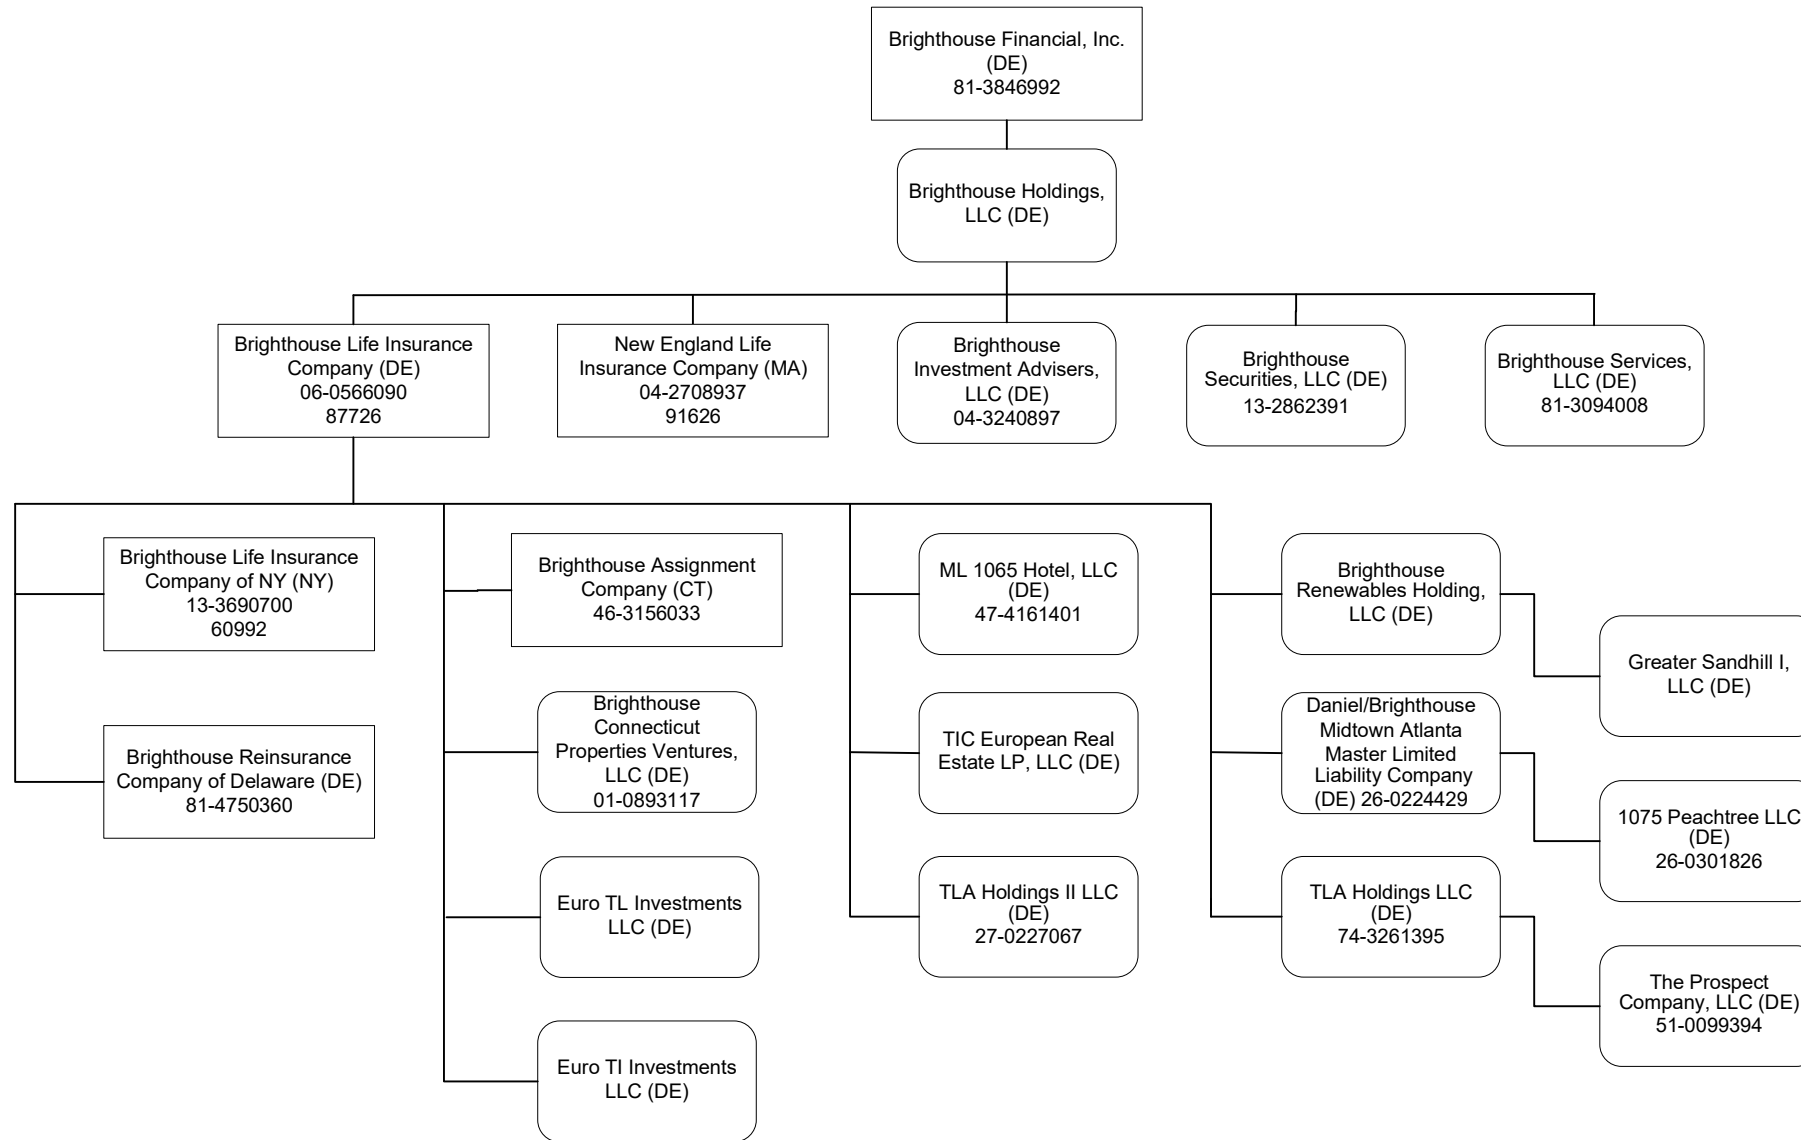 Brighthouse Financial, Inc.
(DE)
81-3846992
Brighthouse Holdings,
LLC (DE)
Brighthouse Life Insurance
Company (DE)
06-0566090
87726
New England Life
Insurance Company (MA)
04-2708937
91626
Brighthouse
Investment Advisers,
LLC (DE)
04-3240897
Brighthouse
Securities, LLC (DE)
13-2862391
Brighthouse Services,
LLC (DE)
81-3094008
Brighthouse Life Insurance
Company of NY (NY)
13-3690700
60992
Brighthouse Reinsurance
Company of Delaware (DE)
81-4750360
Brighthouse Assignment
Company (CT)
46-3156033
Brighthouse
Connecticut
Properties Ventures,
LLC (DE)
01-0893117
Euro TL Investments
LLC (DE)
Euro TI Investments
LLC (DE)
ML 1065 Hotel, LLC
(DE)
47-4161401
TIC European Real
Estate LP, LLC (DE)
TLA Holdings II LLC
(DE)
27-0227067
Brighthouse
Renewables Holding,
LLC (DE)
Daniel/Brighthouse
Midtown Atlanta
Master Limited
Liability Company
(DE) 26-0224429
TLA Holdings LLC
(DE)
74-3261395
Greater Sandhill I,
LLC (DE)
1075 Peachtree LLC
(DE)
26-0301826
The Prospect
Company, LLC (DE)
51-0099394